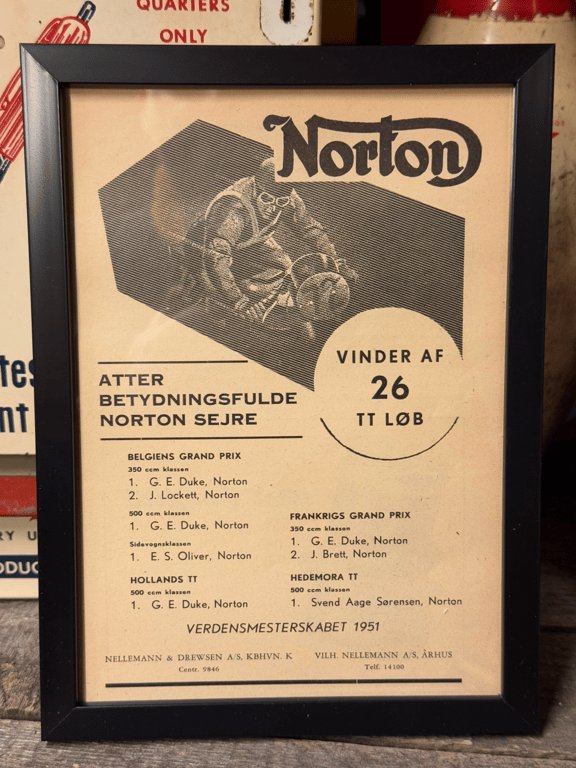 QUARTERS
ONLY
Norton
VINDER AF
26
TT LØB
ATTER
BETYDNINGSFULDE
NORTON SEJRE
BELGIENS GRAND PRIX
350 ccm klassen
1. G. E. Duke, Norton
2. J. Lockett, Norton
500 ccm klassen
1. G. E. Duke, Norton
Sidevognsklassen
1. E. S. Oliver, Norton
HOLLANDS TT
500 ccm klassen
1. G. E. Duke, Norton
FRANKRIGS GRAND PRIX
350 ccm klassen
1. G. E. Duke, Norton
2. J. Brett, Norton
HEDEMORA TT
500 ccm klassen
1. Svend Aage Sørensen, Norton
VERDENSMESTERSKABET 1951
NELLEMANN & DREWSEN A/S, KBHVN. K
Centr. 9846
VILH. NELLEMANN A/S, ÅRHUS
Telf. 14100